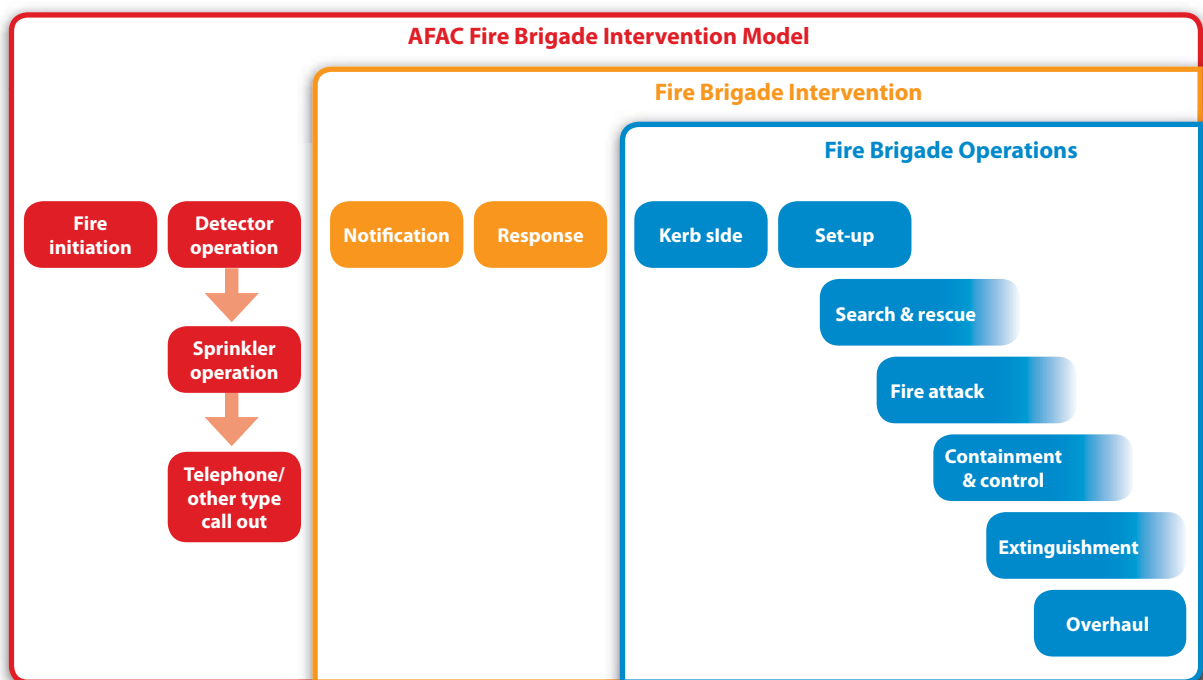 AFAC Fire Brigade Intervention Model
Fire Brigade Intervention
Fire Brigade Operations
Fire
initiation
Detector
operation
Notification
Response
Kerb sIde
Set-up
Search & rescue
Sprinkler
operation
Fire attack
Telephone/
other type
call out
Containment
& control
Extinguishment
Overhaul